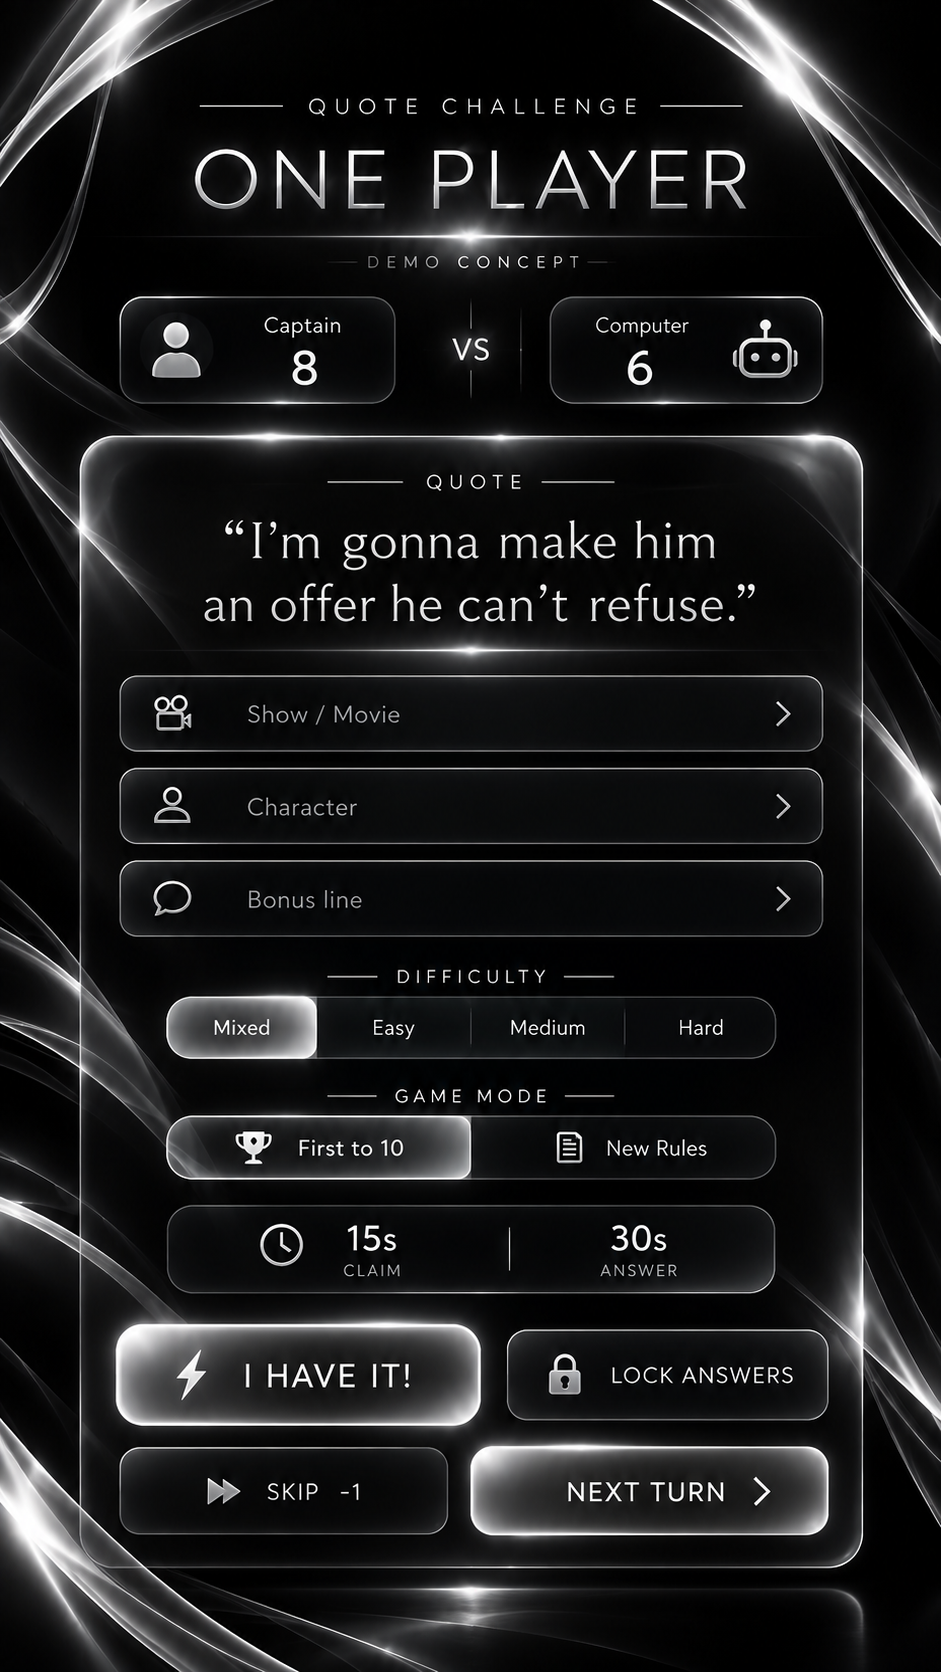 QUOTE CHALLENGE
ONE PLAYER
DEMO CONCEPT
Captain
8
VS
Computer
6
QUOTE
“I’m gonna make him
an offer he can’t refuse.”
Show / Movie
Character
Bonus line
DIFFICULTY
Mixed Easy Medium Hard
GAME MODE
First to 10 New Rules
15s 30s
CLAIM ANSWER
I HAVE IT! LOCK ANSWERS
SKIP -1 NEXT TURN